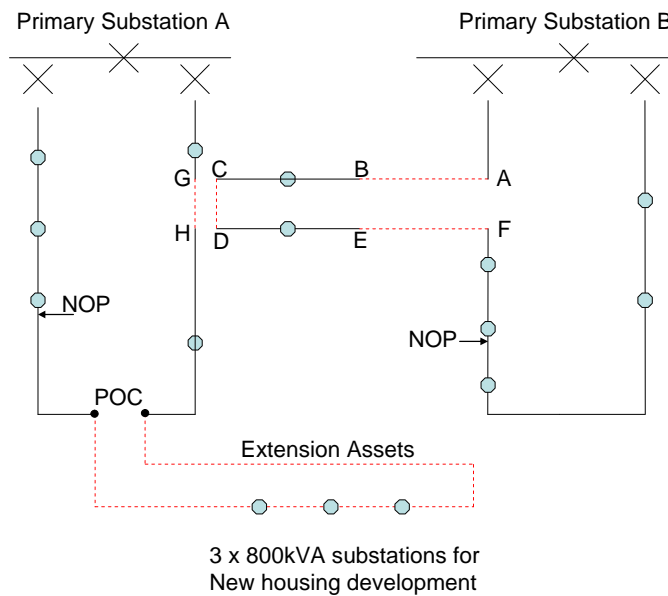 Primary Substation A
Primary Substation B
G
C
B
A
H
D
E
F
NOP
NOP
POC
Extension Assets
3 x 800kVA substations for
New housing development